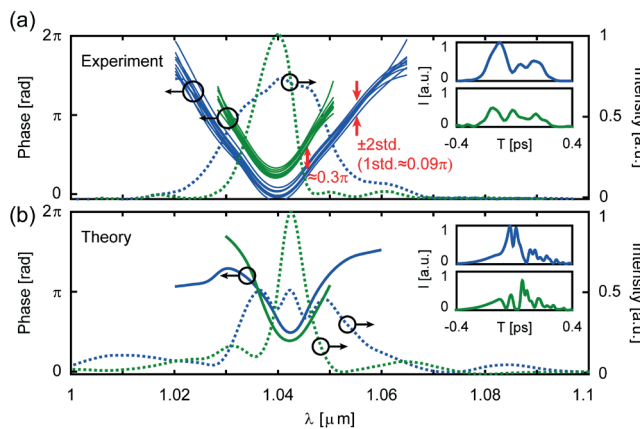 (a)
2π
Experiment
Phase [rad]
π
0
1
0.5
0
Intensity [a.u.]
1
0
1
0
I [a.u.]
-0.4
T [ps]
0.4
±2std.
(1std.≈0.09π)
≈0.3π
(b)
2π
Theory
Phase [rad]
π
0
1
0.5
0
Intensity [a.u.]
1
0
1
0
I [a.u.]
-0.4
T [ps]
0.4
1
1.02
1.04
1.06
1.08
1.1
λ [μm]